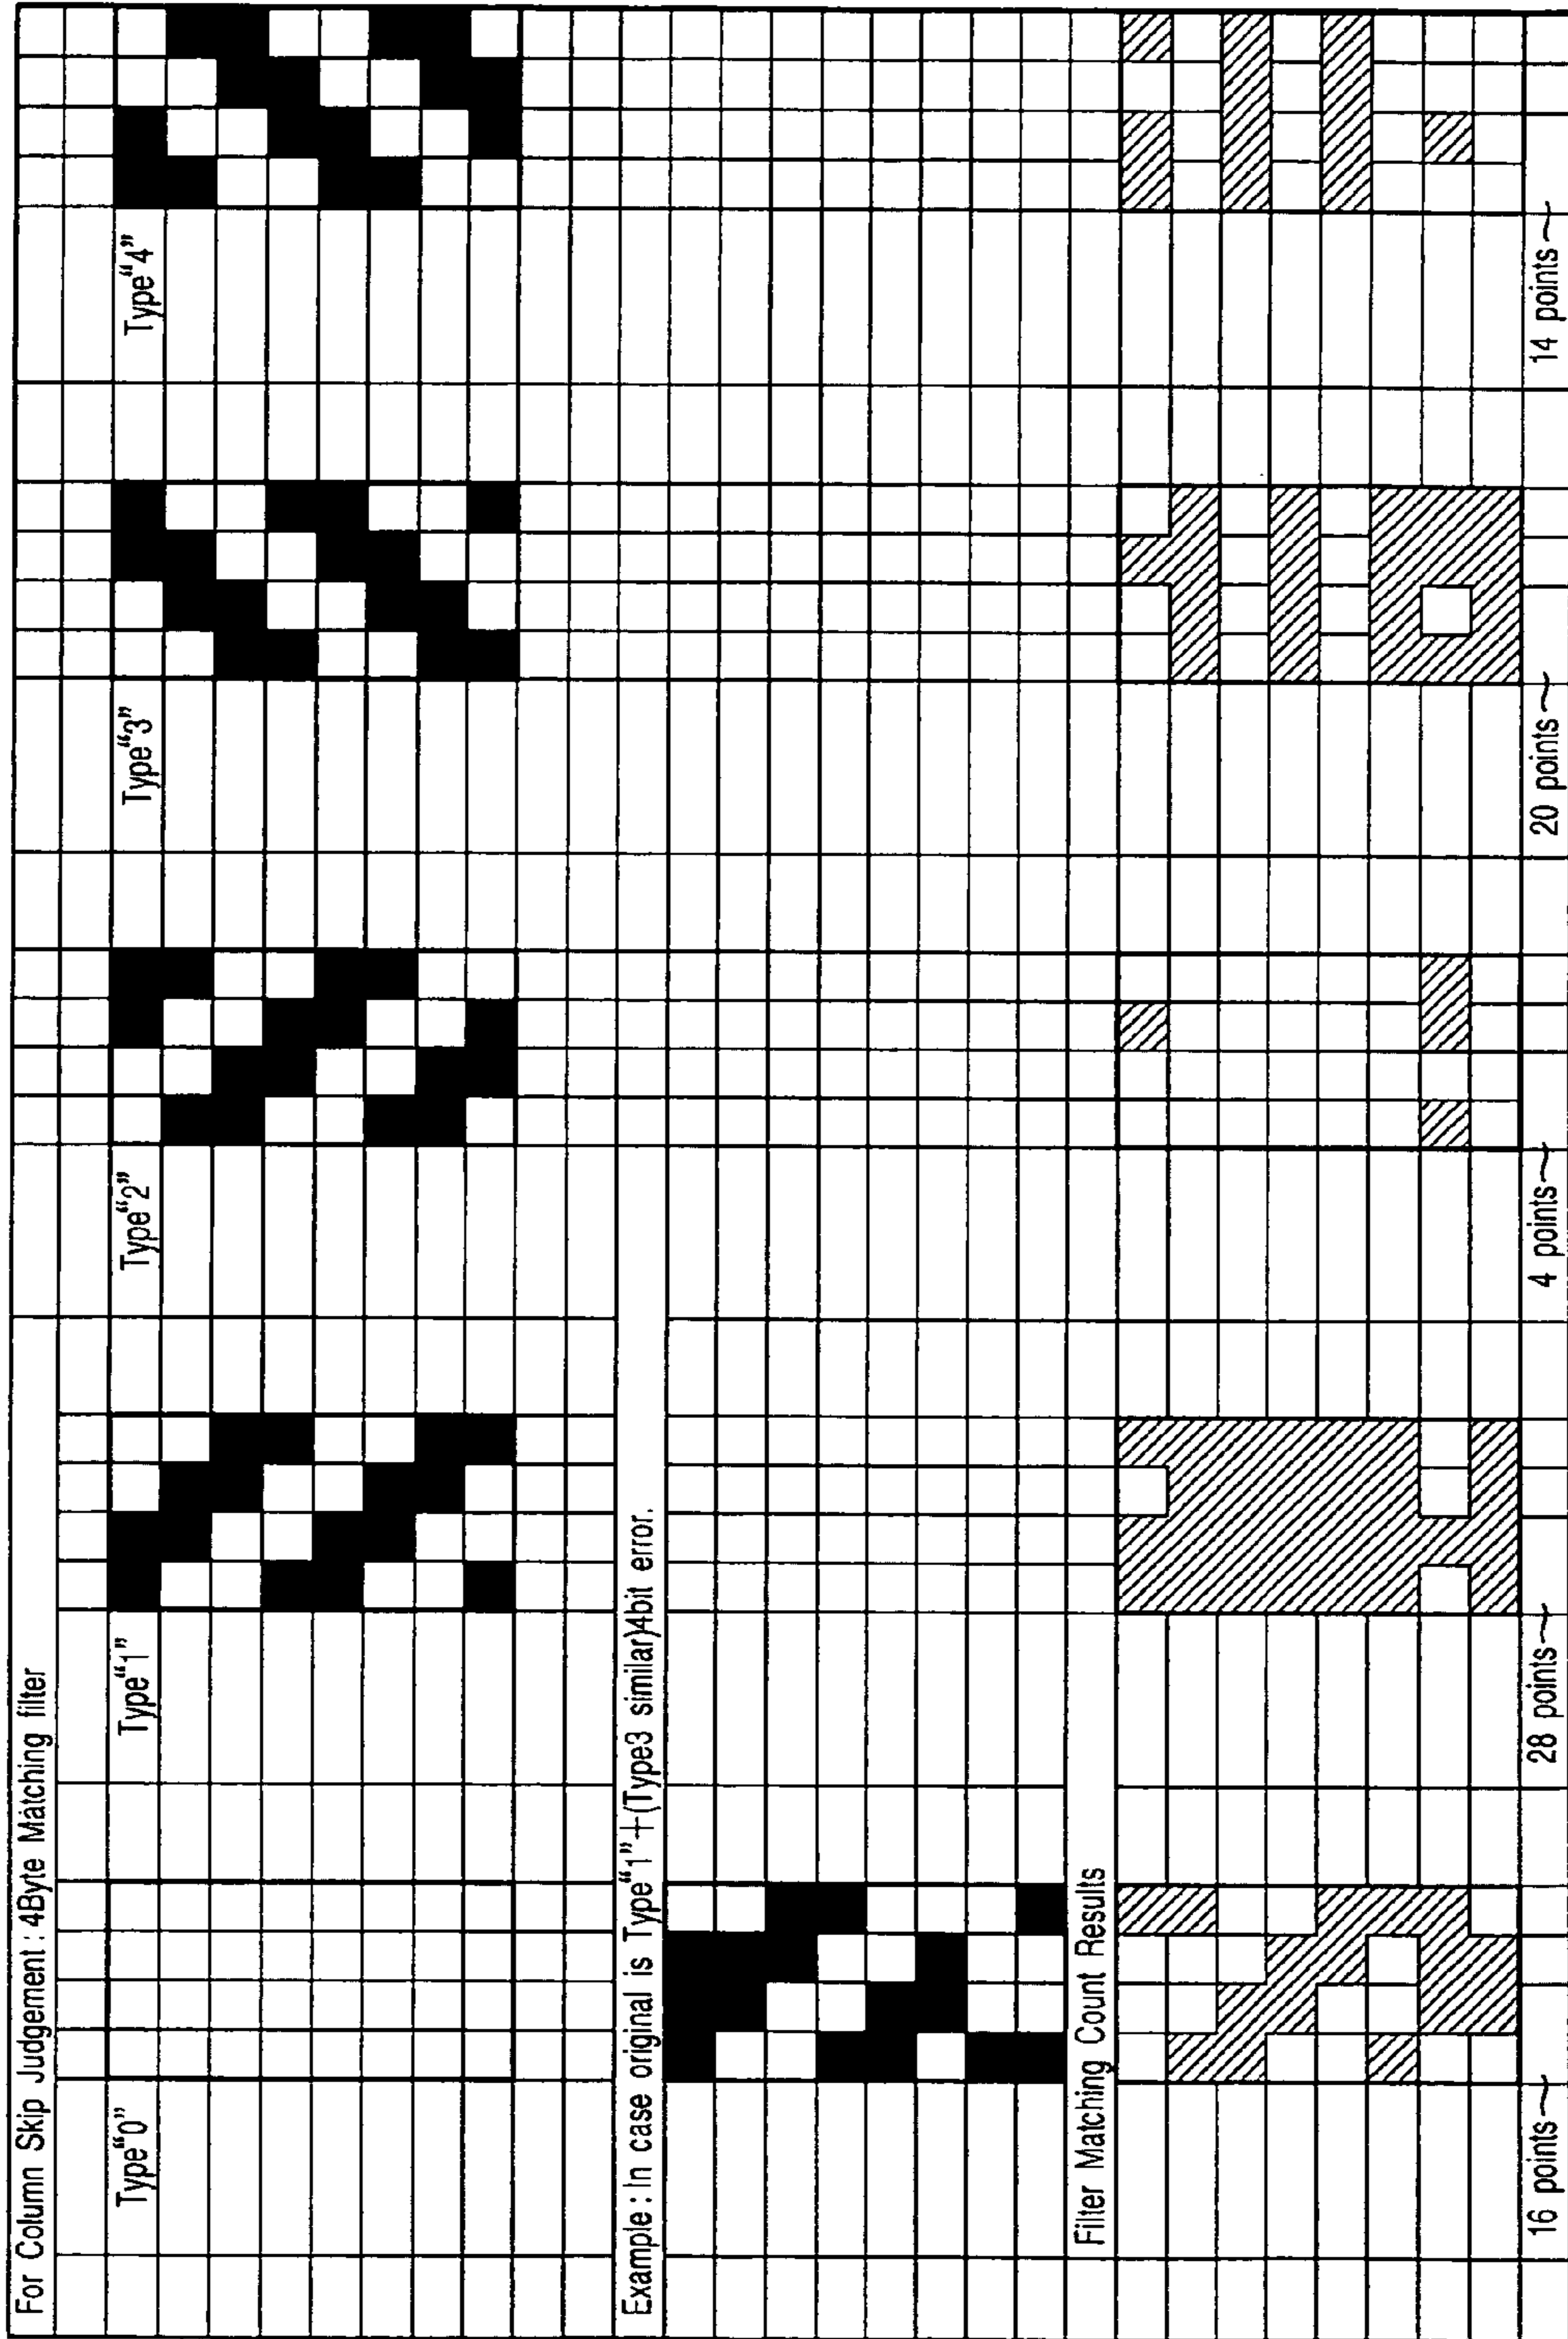 For Column Skip Judgement : 4Byte Matching filter
Type“0”
Type“1”
Type“2”
Type“3”
Type“4”
Example : In case original is Type“1”+(Type3 similar)4bit error.
Filter Matching Count Results
16 points
28 points
4 points
20 points
14 points